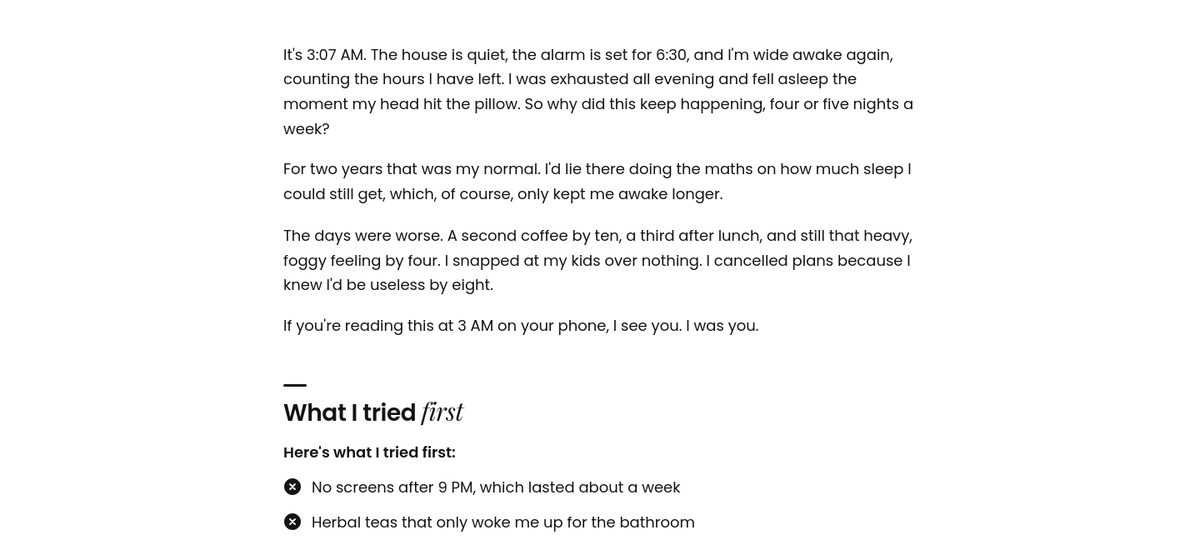 It's 3:07 AM. The house is quiet, the alarm is set for 6:30, and I'm wide awake again,
counting the hours I have left. I was exhausted all evening and fell asleep the
moment my head hit the pillow. So why did this keep happening, four or five nights a
week?
For two years that was my normal. I'd lie there doing the maths on how much sleep I
could still get, which, of course, only kept me awake longer.
The days were worse. A second coffee by ten, a third after lunch, and still that heavy,
foggy feeling by four. I snapped at my kids over nothing. I cancelled plans because I
knew I'd be useless by eight.
If you're reading this at 3 AM on your phone, I see you. I was you.
What I tried first
Here's what I tried first:
No screens after 9 PM, which lasted about a week
Herbal teas that only woke me up for the bathroom